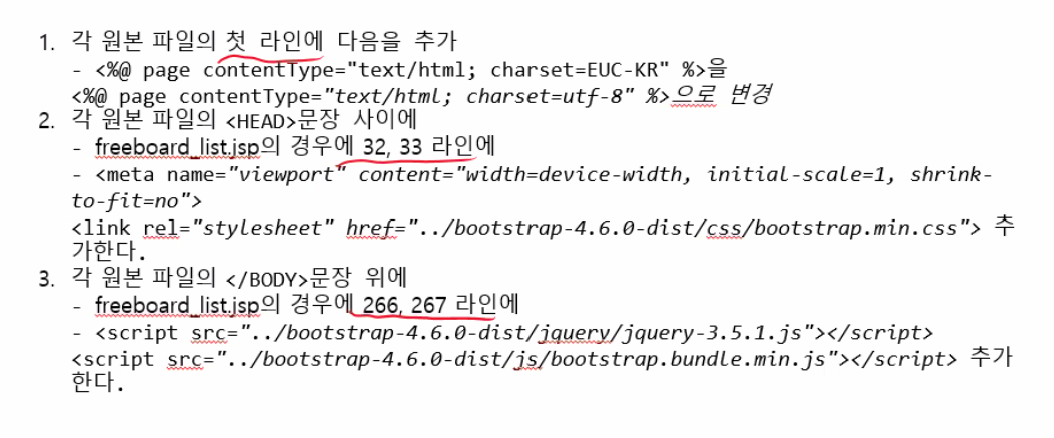 1. 각 원본 파일의 첫 라인에 다음을 추가
- <%@ page contentType="text/html; charset=EUC-KR" %>을
<%@ page contentType="text/html; charset=utf-8" %>으로 변경
2. 각 원본 파일의 <HEAD>문장 사이에
- freeboard_list.jsp의 경우에 32, 33 라인에
- <meta name="viewport" content="width=device-width, initial-scale=1, shrink-
to-fit=no">
<link rel="stylesheet" href="../bootstrap-4.6.0-dist/css/bootstrap.min.css"> 추
가한다.
3. 각 원본 파일의 </BODY>문장 위에
- freeboard_list.jsp의 경우에 266, 267 라인에
- <script src="../bootstrap-4.6.0-dist/jquery/jquery-3.5.1.js"></script>
<script src="../bootstrap-4.6.0-dist/js/bootstrap.bundle.min.js"></script> 추가
한다.